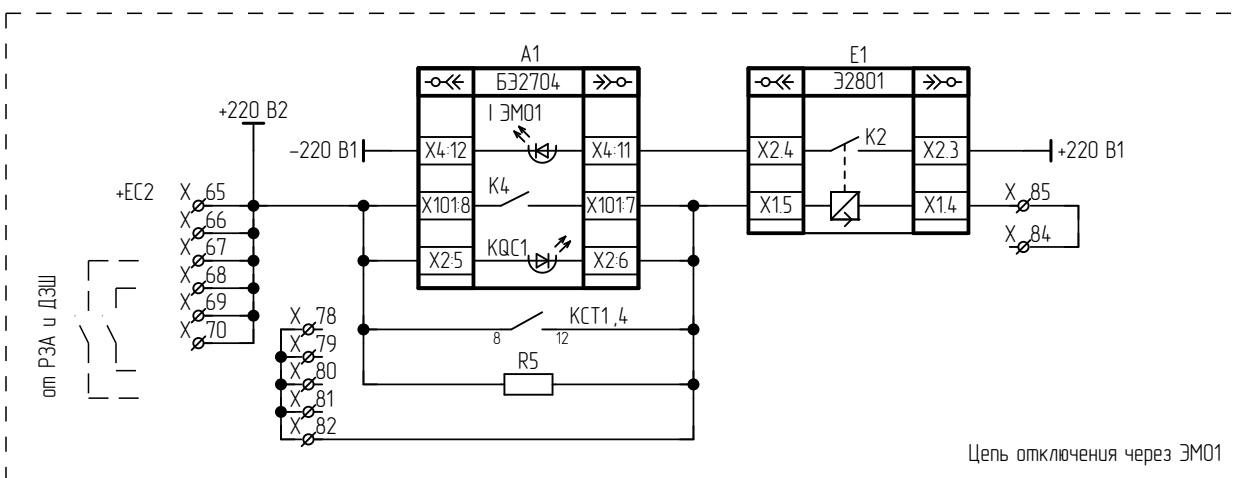 A1
E1
БЭ2704
Э2801
+220 В2
I ЭМО1
K2
−220 В1
X4:12
X4:11
X2.4
X2.3
+220 В1
+EC2
X 65
K4
X101:8
X101:7
X1.5
X1.4
X 85
X 66
X 84
X 67
KQC1
X2:5
X2:6
X 68
X 69
X 70
от РЗА и ДЗШ
X 78
KCT1,4
8
12
X 79
X 80
R5
X 81
X 82
Цепь отключения через ЭМО1